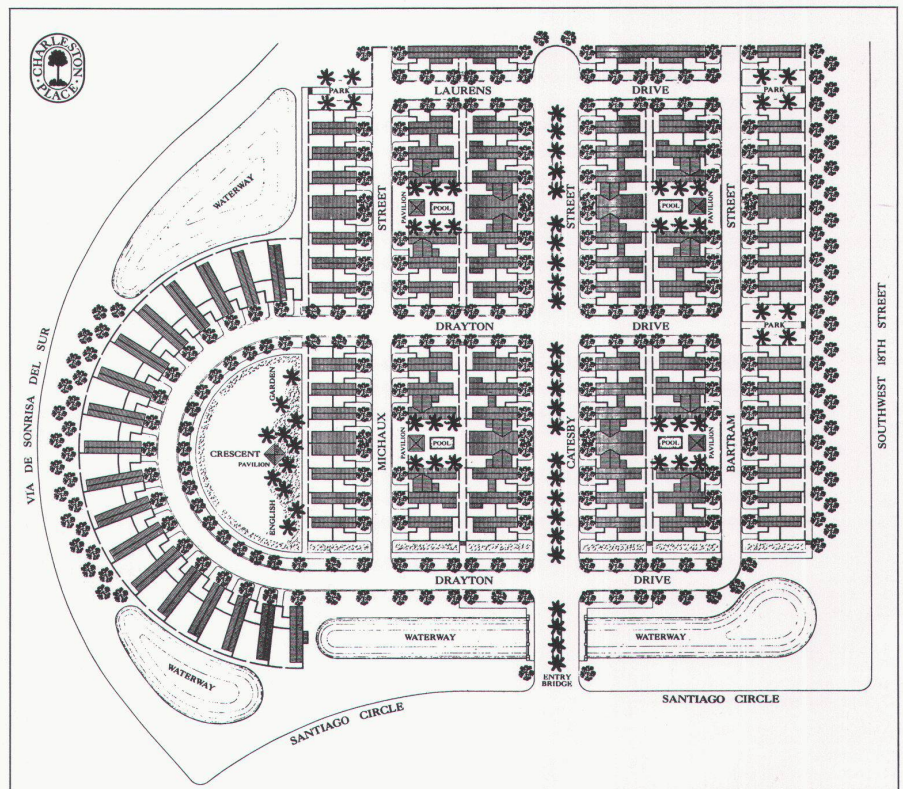 CHARLESTON PLACE
PARK
LAURENS DRIVE
PARK
WATERWAY
STREET
PAVILION
POOL
STREET
POOL
PAVILION
STREET
DRAYTON DRIVE
PARK
VIA DE SONRISA DEL SUR
SOUTHWEST 18TH STREET
GARDEN
CRESCENT
PAVILION
ENGLISH
MICHAUX
PAVILION
POOL
CATESBY
POOL
PAVILION
BARTRAM
DRAYTON DRIVE
WATERWAY
WATERWAY
WATERWAY
ENTRY
BRIDGE
SANTIAGO CIRCLE
SANTIAGO CIRCLE